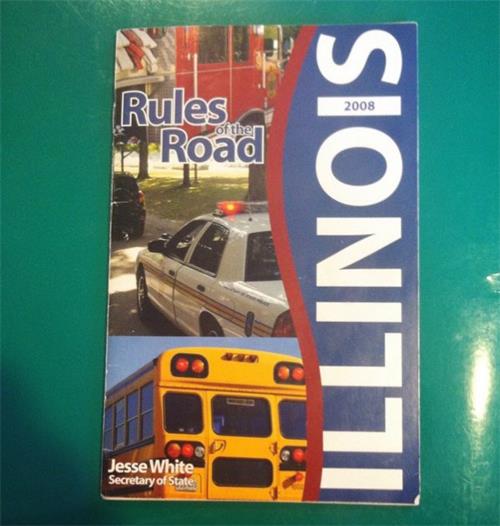 Rules
of the
Road
ILLINOIS
2008
Jesse White
Secretary of State